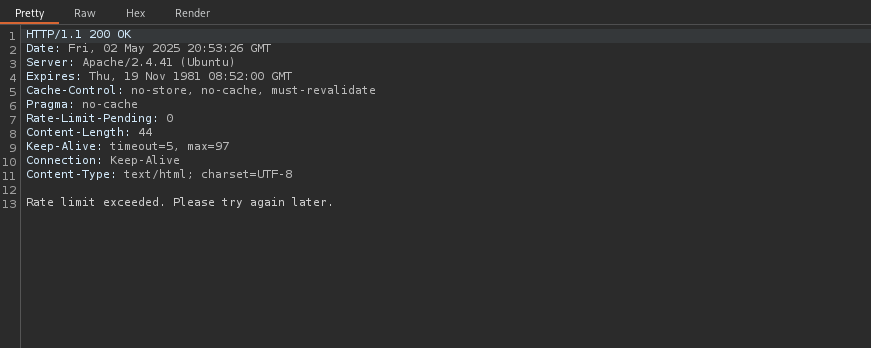 Pretty Raw Hex Render
1 HTTP/1.1 200 OK
2 Date: Fri, 02 May 2025 20:53:26 GMT
3 Server: Apache/2.4.41 (Ubuntu)
4 Expires: Thu, 19 Nov 1981 08:52:00 GMT
5 Cache-Control: no-store, no-cache, must-revalidate
6 Pragma: no-cache
7 Rate-Limit-Pending: 0
8 Content-Length: 44
9 Keep-Alive: timeout=5, max=97
10 Connection: Keep-Alive
11 Content-Type: text/html; charset=UTF-8
12
13 Rate limit exceeded. Please try again later.